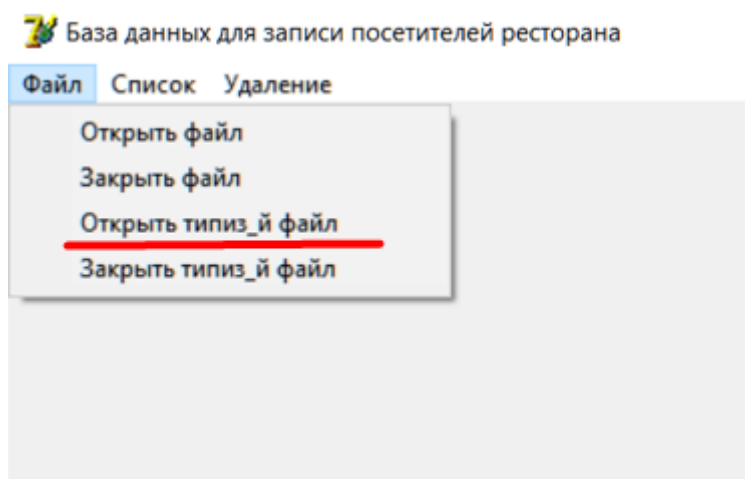 База данных для записи посетителей ресторана
Файл Список Удаление
Открыть файл
Закрыть файл
Открыть типиз_й файл
Закрыть типиз_й файл